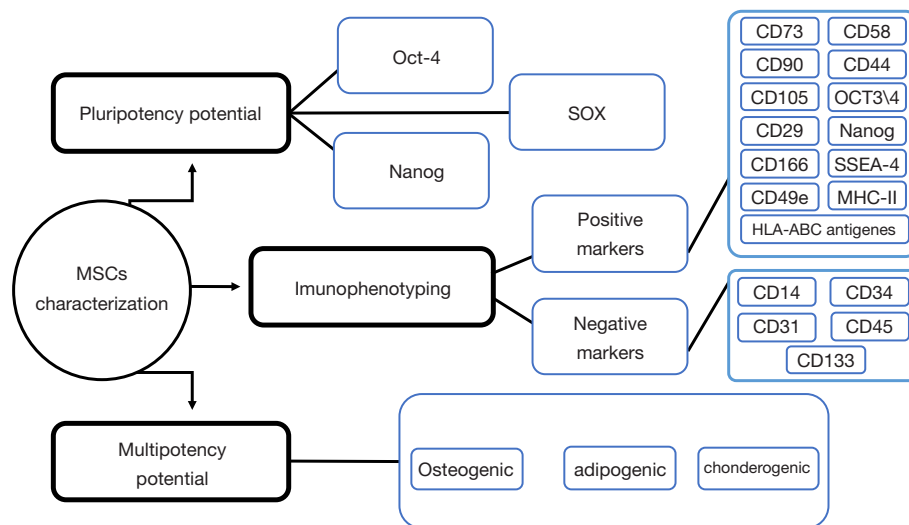 Oct-4
Pluripotency potential
SOX
Nanog
MSCs
characterization
Imunophenotyping
Positive
markers
Negative
markers
CD73
CD58
CD90
CD44
CD105
OCT3\4
CD29
Nanog
CD166
SSEA-4
CD49e
MHC-II
HLA-ABC antigenes
CD14
CD34
CD31
CD45
CD133
Multipotency
potential
Osteogenic
adipogenic
chonderogenic